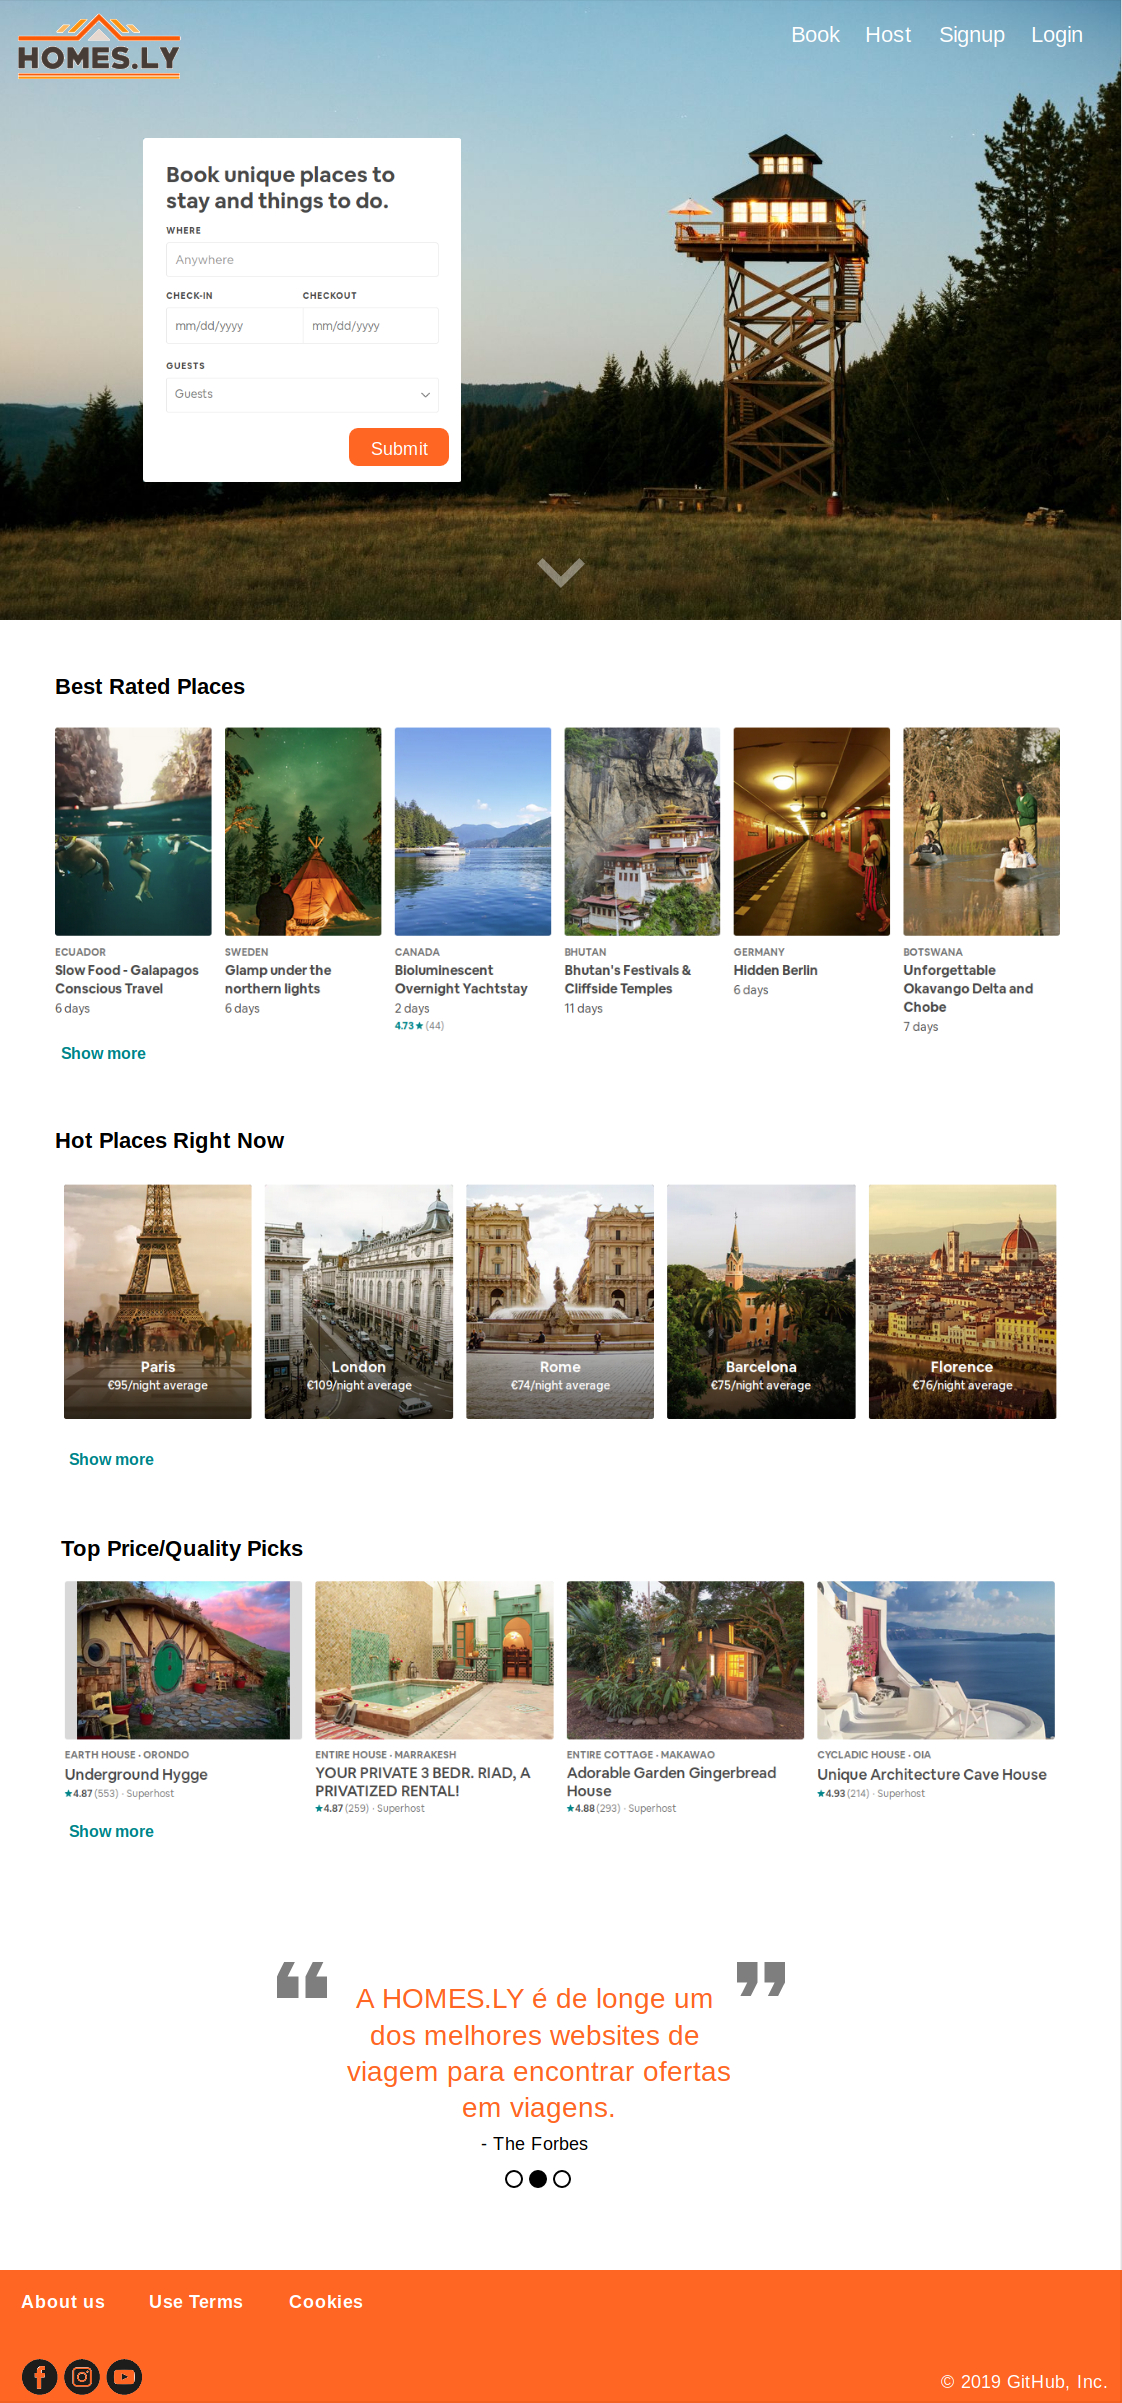 HOMES.LY
Book Host Signup Login
Book unique places to
stay and things to do.
WHERE
Anywhere
CHECK-IN CHECKOUT
mm/dd/yyyy mm/dd/yyyy
GUESTS
Guests
Submit
Best Rated Places
ECUADOR
Slow Food - Galapagos
Conscious Travel
6 days
SWEDEN
Glamp under the
northern lights
6 days
CANADA
Bioluminescent
Overnight Yachtstay
2 days
4.73★ (44)
BHUTAN
Bhutan's Festivals &
Cliffside Temples
11 days
GERMANY
Hidden Berlin
6 days
BOTSWANA
Unforgettable
Okavango Delta and
Chobe
7 days
Show more
Hot Places Right Now
Paris
€95/night average
London
€109/night average
Rome
€74/night average
Barcelona
€75/night average
Florence
€76/night average
Show more
Top Price/Quality Picks
EARTH HOUSE · ORONDO
Underground Hygge
★4.87 (553) · Superhost
ENTIRE HOUSE · MARRAKESH
YOUR PRIVATE 3 BEDR. RIAD, A
PRIVATIZED RENTAL!
★4.87 (259) · Superhost
ENTIRE COTTAGE · MAKAWAO
Adorable Garden Gingerbread
House
★4.88 (293) · Superhost
CYCLADIC HOUSE · OIA
Unique Architecture Cave House
★4.93 (214) · Superhost
Show more
❝ A HOMES.LY é de longe um ❞
dos melhores websites de
viagem para encontrar ofertas
em viagens.
- The Forbes
About us Use Terms Cookies
© 2019 GitHub, Inc.